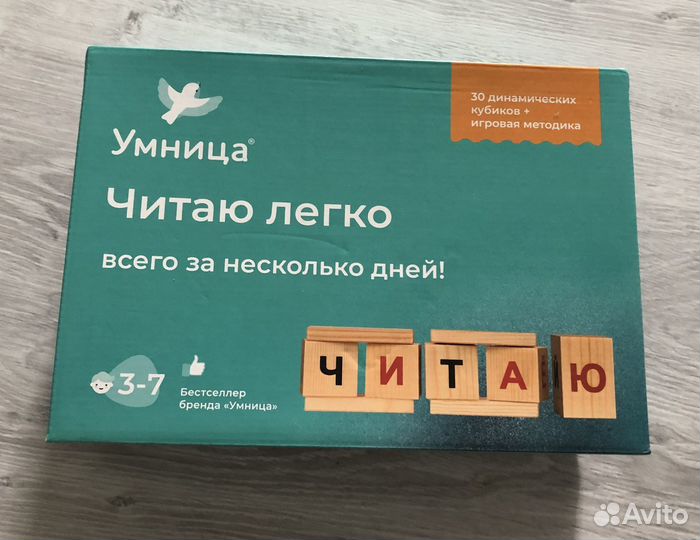 30 динамических
кубиков +
игровая методика
Умница®
Читаю легко
всего за несколько дней!
ЧИТАЮ
3-7
Бестселлер
бренда «Умница»
Avito